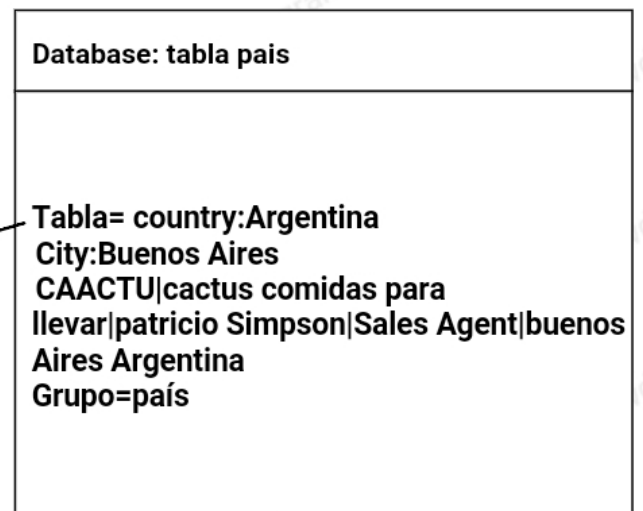 Database: tabla pais
Tabla= country:Argentina
City:Buenos Aires
CAACTU|cactus comidas para
llevar|patricio Simpson|Sales Agent|buenos
Aires Argentina
Grupo=país